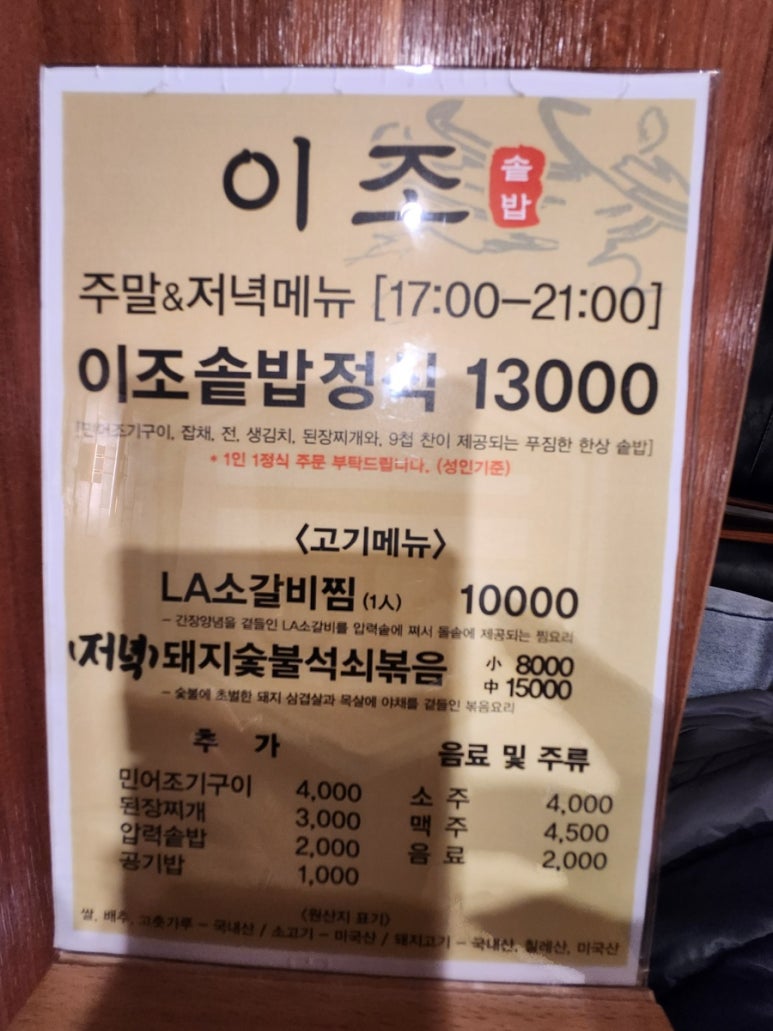 이조 솥밥
주말&저녁메뉴 [17:00-21:00]
이조솥밥정식 13000
[민어조기구이, 잡채, 전, 생김치, 된장찌개와, 9첩 찬이 제공되는 푸짐한 한상 솥밥]
* 1인 1정식 주문 부탁드립니다. (성인기준)
<고기메뉴>
LA소갈비찜 (1人) 10000
- 간장양념을 곁들인 LA소갈비를 압력솥에 쪄서 돌솥에 제공되는 찜요리
(저녁) 돼지숯불석쇠볶음 小 8000
中 15000
- 숯불에 초벌한 돼지 삼겹살과 목살에 야채를 곁들인 볶음요리
추 가
민어조기구이 4,000
된장찌개 3,000
압력솥밥 2,000
공기밥 1,000
음료 및 주류
소 주 4,000
맥 주 4,500
음 료 2,000
<원산지 표기>
쌀, 배추, 고춧가루 - 국내산 / 소고기 - 미국산 / 돼지고기 - 국내산, 칠레산, 미국산